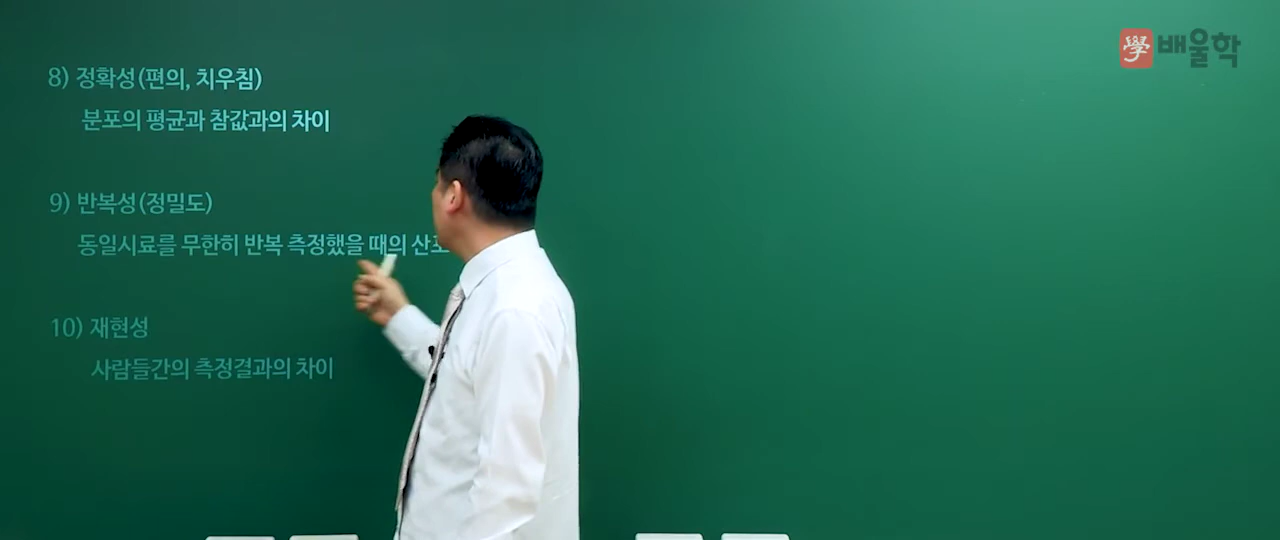 學 배울학
8) 정확성(편의, 치우침)
분포의 평균과 참값과의 차이
9) 반복성(정밀도)
동일시료를 무한히 반복 측정했을 때의
10) 재현성
사람들간의 측정결과의 차이